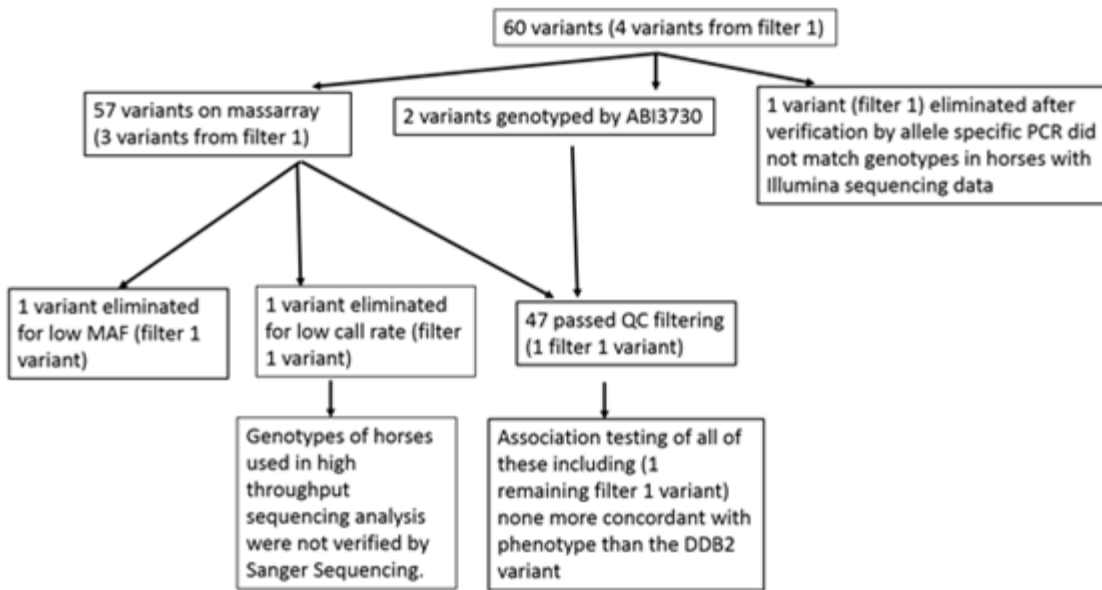 60 variants (4 variants from filter 1)
57 variants on massarray
(3 variants from filter 1)
2 variants genotyped by ABI3730
1 variant (filter 1) eliminated after
verification by allele specific PCR did
not match genotypes in horses with
Illumina sequencing data
1 variant eliminated
for low MAF (filter 1
variant)
1 variant eliminated
for low call rate (filter
1 variant)
47 passed QC filtering
(1 filter 1 variant)
Genotypes of horses
used in high
throughput
sequencing analysis
were not verified by
Sanger Sequencing.
Association testing of all of
these including (1
remaining filter 1 variant)
none more concordant with
phenotype than the DDB2
variant